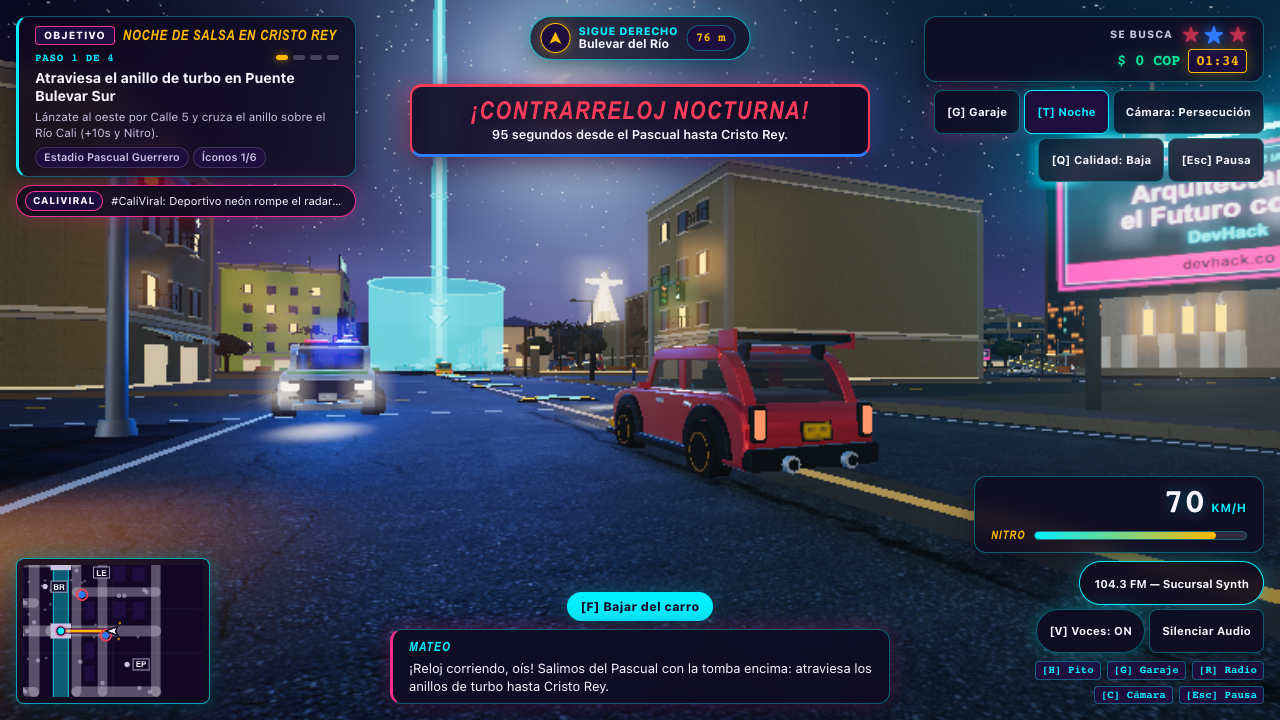 OBJETIVO NOCHE DE SALSA EN CRISTO REY
PASO 1 DE 4
Atraviesa el anillo de turbo en Puente
Bulevar Sur
Lánzate al oeste por Calle 5 y cruza el anillo sobre el
Río Cali (+10s y Nitro).
Estadio Pascual Guerrero Íconos 1/6
CALIVIRAL #CaliViral: Deportivo neón rompe el radar...
SIGUE DERECHO
Bulevar del Río
76 m
¡CONTRARRELOJ NOCTURNA!
95 segundos desde el Pascual hasta Cristo Rey.
SE BUSCA
$ 0 COP 01:34
[G] Garaje [T] Noche Cámara: Persecución
[Q] Calidad: Baja [Esc] Pausa
el Futuro
DevHack
devhack.co
70 KM/H
NITRO
104.3 FM — Sucursal Synth
[V] Voces: ON Silenciar Audio
[H] Pito [G] Garaje [R] Radio
[C] Cámara [Esc] Pausa
LE
BR
EP
[F] Bajar del carro
MATEO
¡Reloj corriendo, oís! Salimos del Pascual con la tomba encima: atraviesa los
anillos de turbo hasta Cristo Rey.